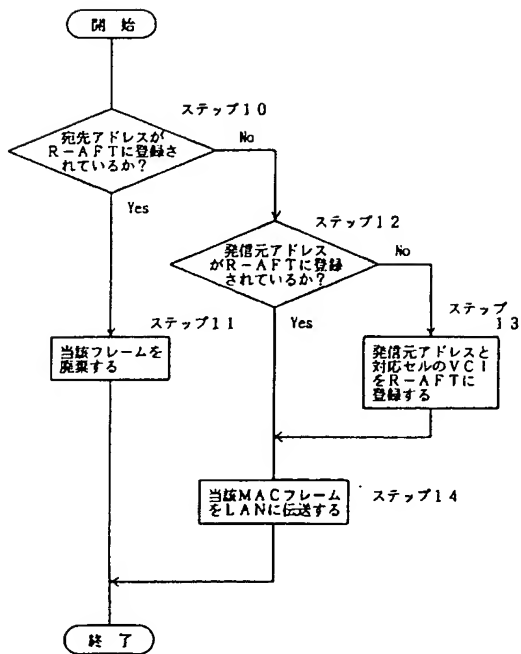 開始
ステップ10
宛先アドレスが
R-AFTに登録さ
れているか?
No
Yes
ステップ12
発信元アドレス
がR-AFTに登録
されているか?
No
Yes
ステップ11
当該フレームを
廃棄する
ステップ
13
発信元アドレスと
対応セルのVCI
をR-AFTに
登録する
当該MACフレーム
をLANに伝送する
ステップ14
終了